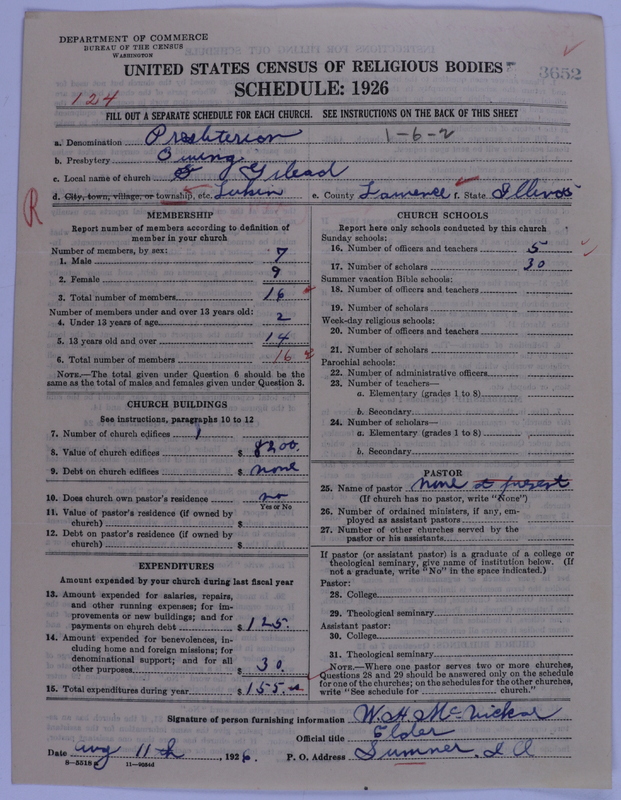 DEPARTMENT OF COMMERCE
BUREAU OF THE CENSUS
WASHINGTON
UNITED STATES CENSUS OF RELIGIOUS BODIES
3652
SCHEDULE: 1926
124
FILL OUT A SEPARATE SCHEDULE FOR EACH CHURCH. SEE INSTRUCTIONS ON THE BACK OF THIS SHEET
a. Denomination Presbyterian 1-6-2
b. Presbytery Ewing
c. Local name of church Gilead
d. City, town, village, or township, etc. Lukin e. County Lawrence f. State Illinois
R
MEMBERSHIP
Report number of members according to definition of
member in your church
Number of members, by sex:
1. Male 7
2. Female 9
3. Total number of members 16
Number of members under and over 13 years old:
4. Under 13 years of age 2
5. 13 years old and over 14
6. Total number of members 16
NOTE.—The total given under Question 6 should be the
same as the total of males and females given under Question 3.
CHURCH BUILDINGS
See instructions, paragraphs 10 to 12
7. Number of church edifices 1
8. Value of church edifices $ 800.
9. Debt on church edifices $ none
10. Does church own pastor's residence no
Yes or No
11. Value of pastor's residence (if owned by
church) $
12. Debt on pastor's residence (if owned by
church) $
EXPENDITURES
Amount expended by your church during last fiscal year
13. Amount expended for salaries, repairs,
and other running expenses; for im-
provements or new buildings; and for
payments on church debt $ 125.
14. Amount expended for benevolences, in-
cluding home and foreign missions; for
denominational support; and for all
other purposes $ 30.
15. Total expenditures during year $ 155.
CHURCH SCHOOLS
Report here only schools conducted by this church
Sunday schools:
16. Number of officers and teachers 5
17. Number of scholars 30
Summer vacation Bible schools:
18. Number of officers and teachers
19. Number of scholars
Week-day religious schools:
20. Number of officers and teachers
21. Number of scholars
Parochial schools:
22. Number of administrative officers
23. Number of teachers—
a. Elementary (grades 1 to 8)
b. Secondary
24. Number of scholars—
a. Elementary (grades 1 to 8)
b. Secondary
PASTOR
25. Name of pastor none at present
(If church has no pastor, write "None")
26. Number of ordained ministers, if any, em-
ployed as assistant pastors
27. Number of other churches served by the
pastor or his assistants
If pastor (or assistant pastor) is a graduate of a college or
theological seminary, give name of institution below. (If
not a graduate, write "No" in the space indicated.)
Pastor:
28. College
29. Theological seminary
Assistant pastor:
30. College
31. Theological seminary
NOTE.—Where one pastor serves two or more churches,
Questions 28 and 29 should be answered only on the schedule
for one of the churches; on the schedules for the other churches,
write "See schedule for church."
Signature of person furnishing information W. H. McVickar
Official title Elder
Date Aug 11th, 1926. P. O. Address Sumner, Ill
8-5518 11-9264d